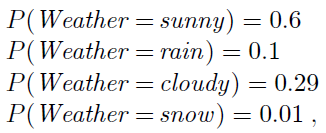 P(Weather = sunny) = 0.6
P(Weather = rain) = 0.1
P(Weather = cloudy) = 0.29
P(Weather = snow) = 0.01 ,